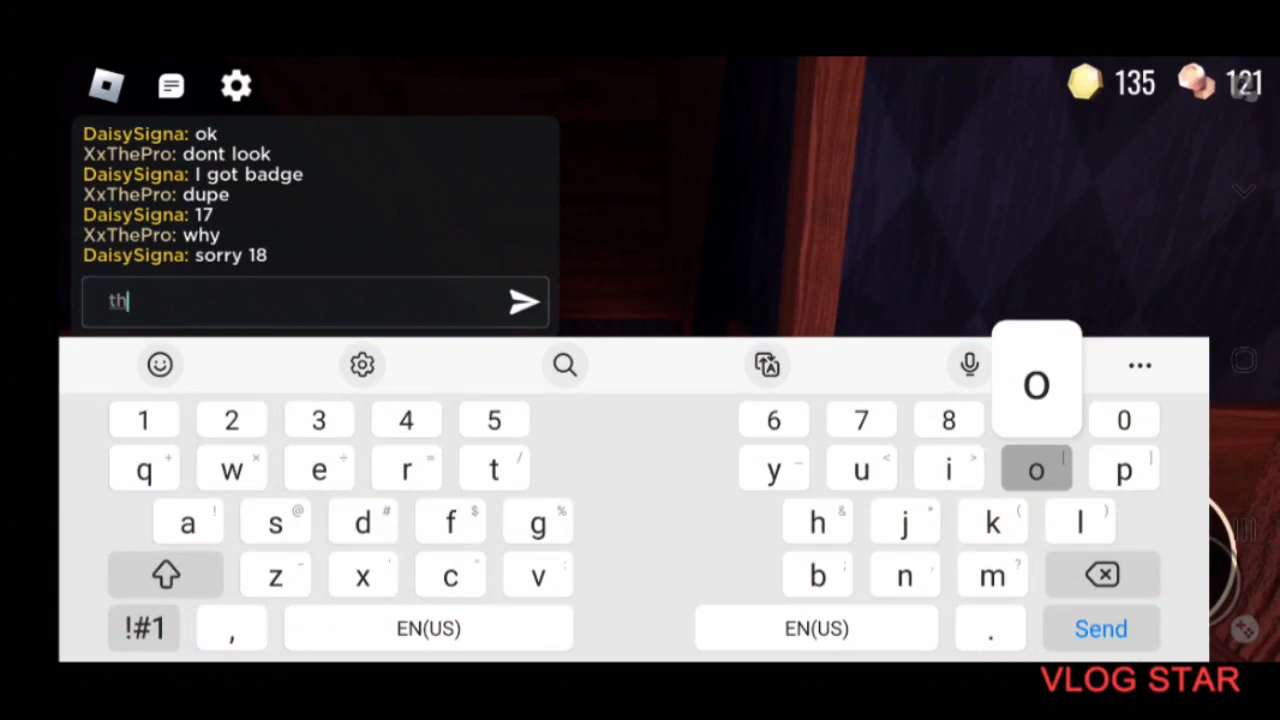 135 121
DaisySigna: ok
XxThePro: dont look
DaisySigna: I got badge
XxThePro: dupe
DaisySigna: 17
XxThePro: why
DaisySigna: sorry 18
th
o
1 2 3 4 5 6 7 8 0
q + w × e ÷ r = t / y _ u < i > o [ p ]
a ! s @ d # f $ g % h & j * k ( l )
z - x ' c " v : b ; n , m ?
!#1 , EN(US) EN(US) . Send
VLOG STAR